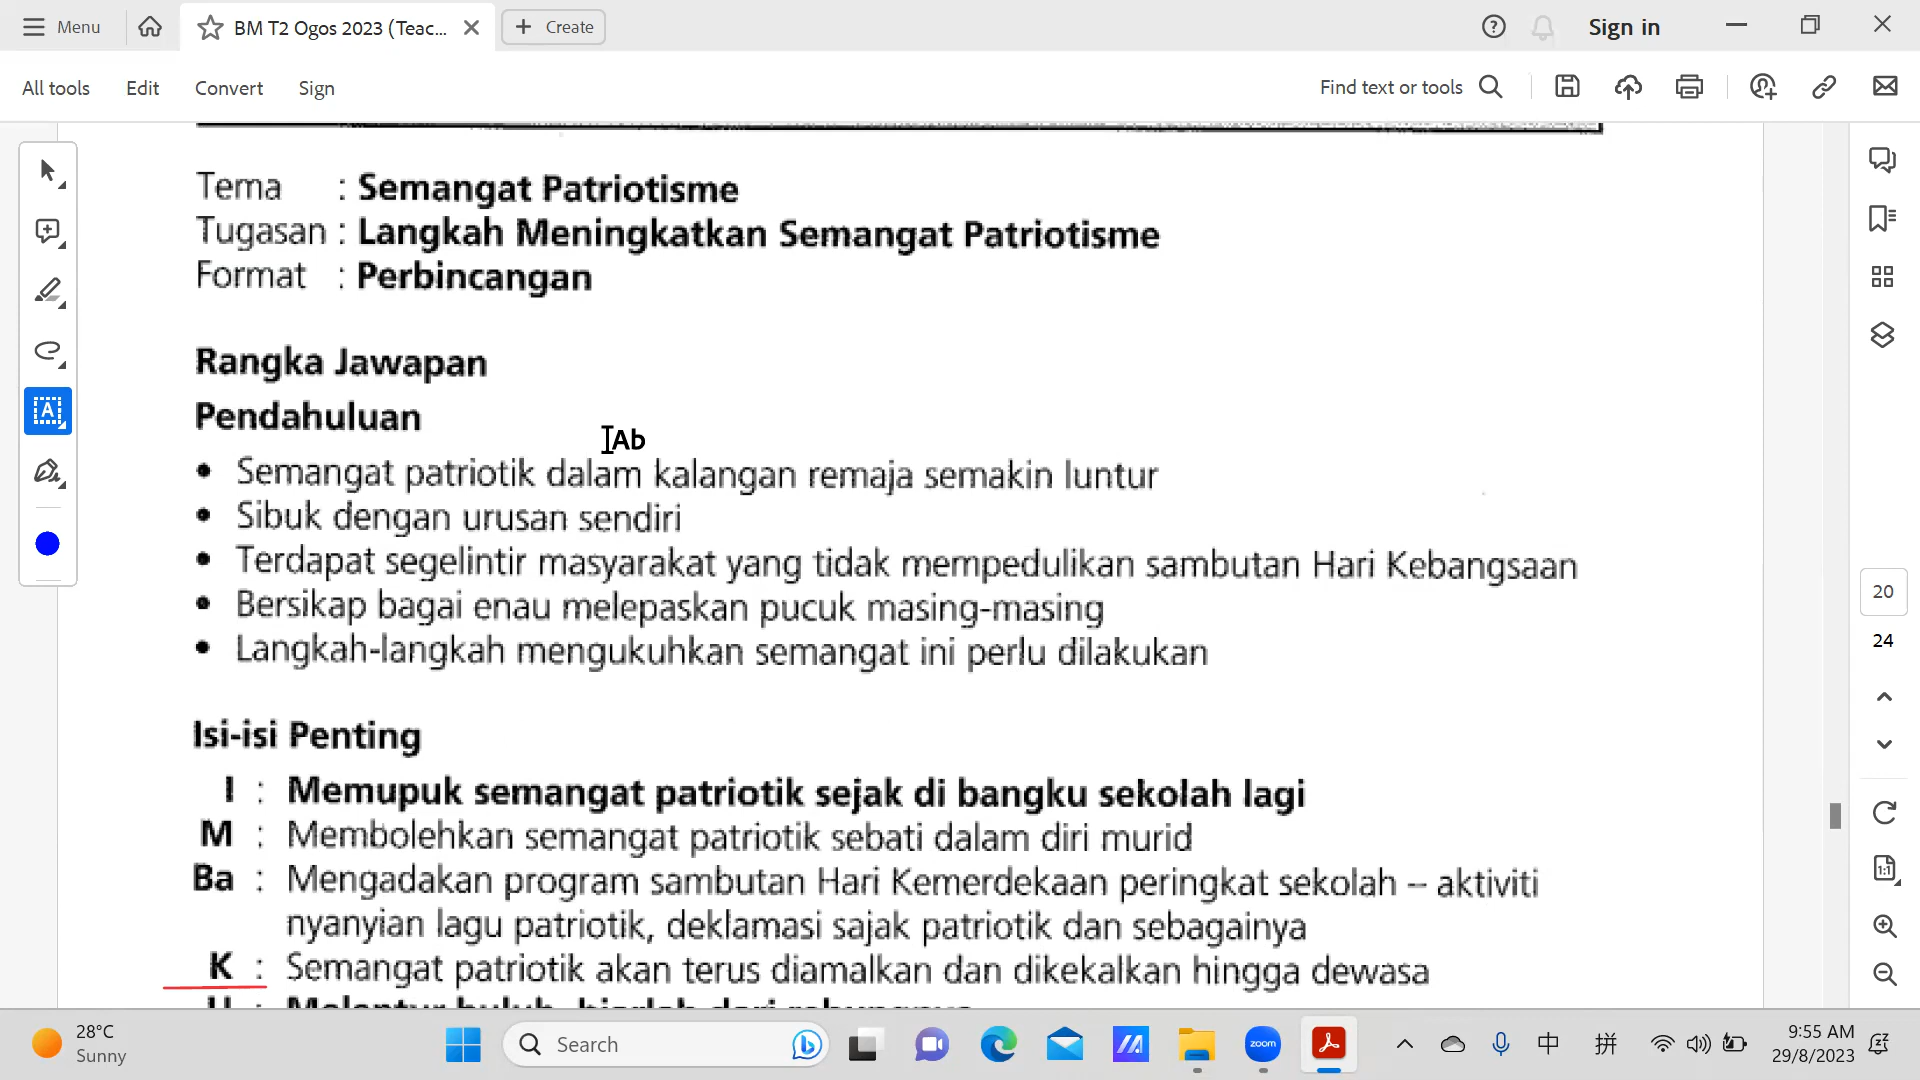 Menu
BM T2 Ogos 2023 (Teac...
Create
Sign in
All tools
Edit
Convert
Sign
Find text or tools
Tema : Semangat Patriotisme
Tugasan : Langkah Meningkatkan Semangat Patriotisme
Format : Perbincangan
Rangka Jawapan
Pendahuluan
Ab
• Semangat patriotik dalam kalangan remaja semakin luntur
• Sibuk dengan urusan sendiri
• Terdapat segelintir masyarakat yang tidak mempedulikan sambutan Hari Kebangsaan
• Bersikap bagai enau melepaskan pucuk masing-masing
• Langkah-langkah mengukuhkan semangat ini perlu dilakukan
Isi-isi Penting
I : Memupuk semangat patriotik sejak di bangku sekolah lagi
M : Membolehkan semangat patriotik sebati dalam diri murid
Ba : Mengadakan program sambutan Hari Kemerdekaan peringkat sekolah – aktiviti
nyanyian lagu patriotik, deklamasi sajak patriotik dan sebagainya
K : Semangat patriotik akan terus diamalkan dan dikekalkan hingga dewasa
20
24
28°C
Sunny
Search
zoom
中
拼
9:55 AM
29/8/2023